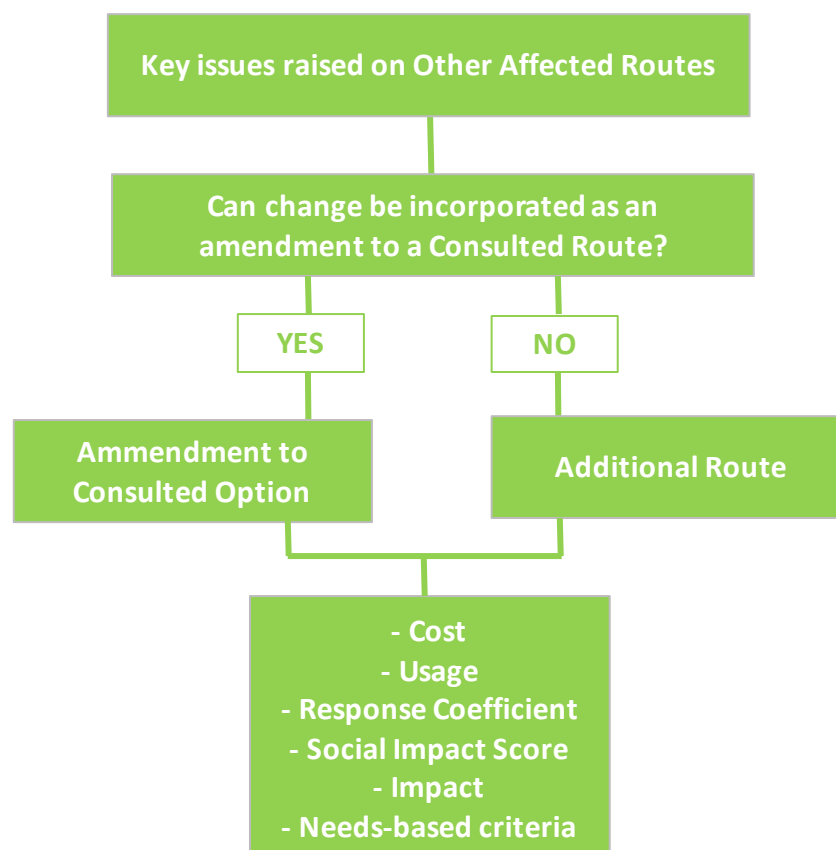 Key issues raised on Other Affected Routes
Can change be incorporated as an
amendment to a Consulted Route?
YES
NO
Ammendment to
Consulted Option
Additional Route
- Cost
- Usage
- Response Coefficient
- Social Impact Score
- Impact
- Needs-based criteria